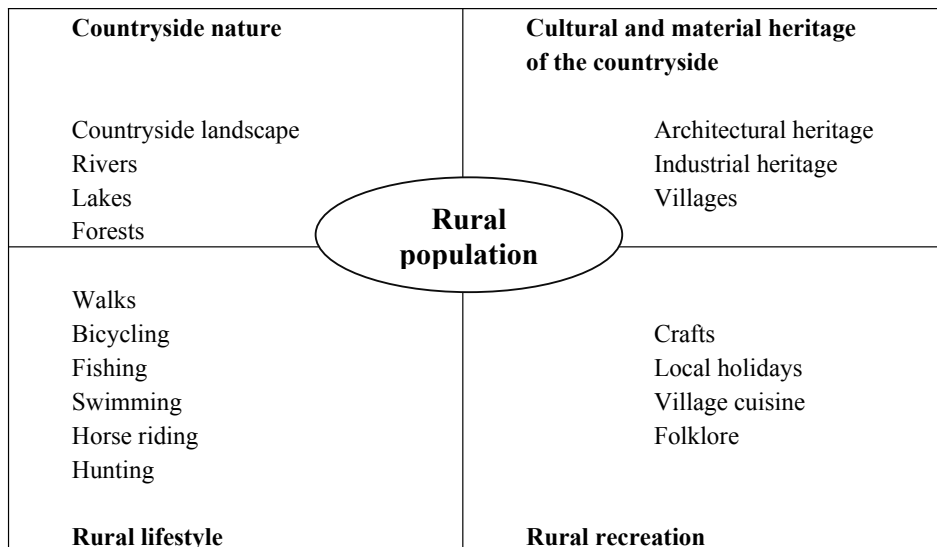 Countryside nature
Countryside landscape
Rivers
Lakes
Forests
Cultural and material heritage
of the countryside
Architectural heritage
Industrial heritage
Villages
Rural
population
Walks
Bicycling
Fishing
Swimming
Horse riding
Hunting
Rural lifestyle
Crafts
Local holidays
Village cuisine
Folklore
Rural recreation